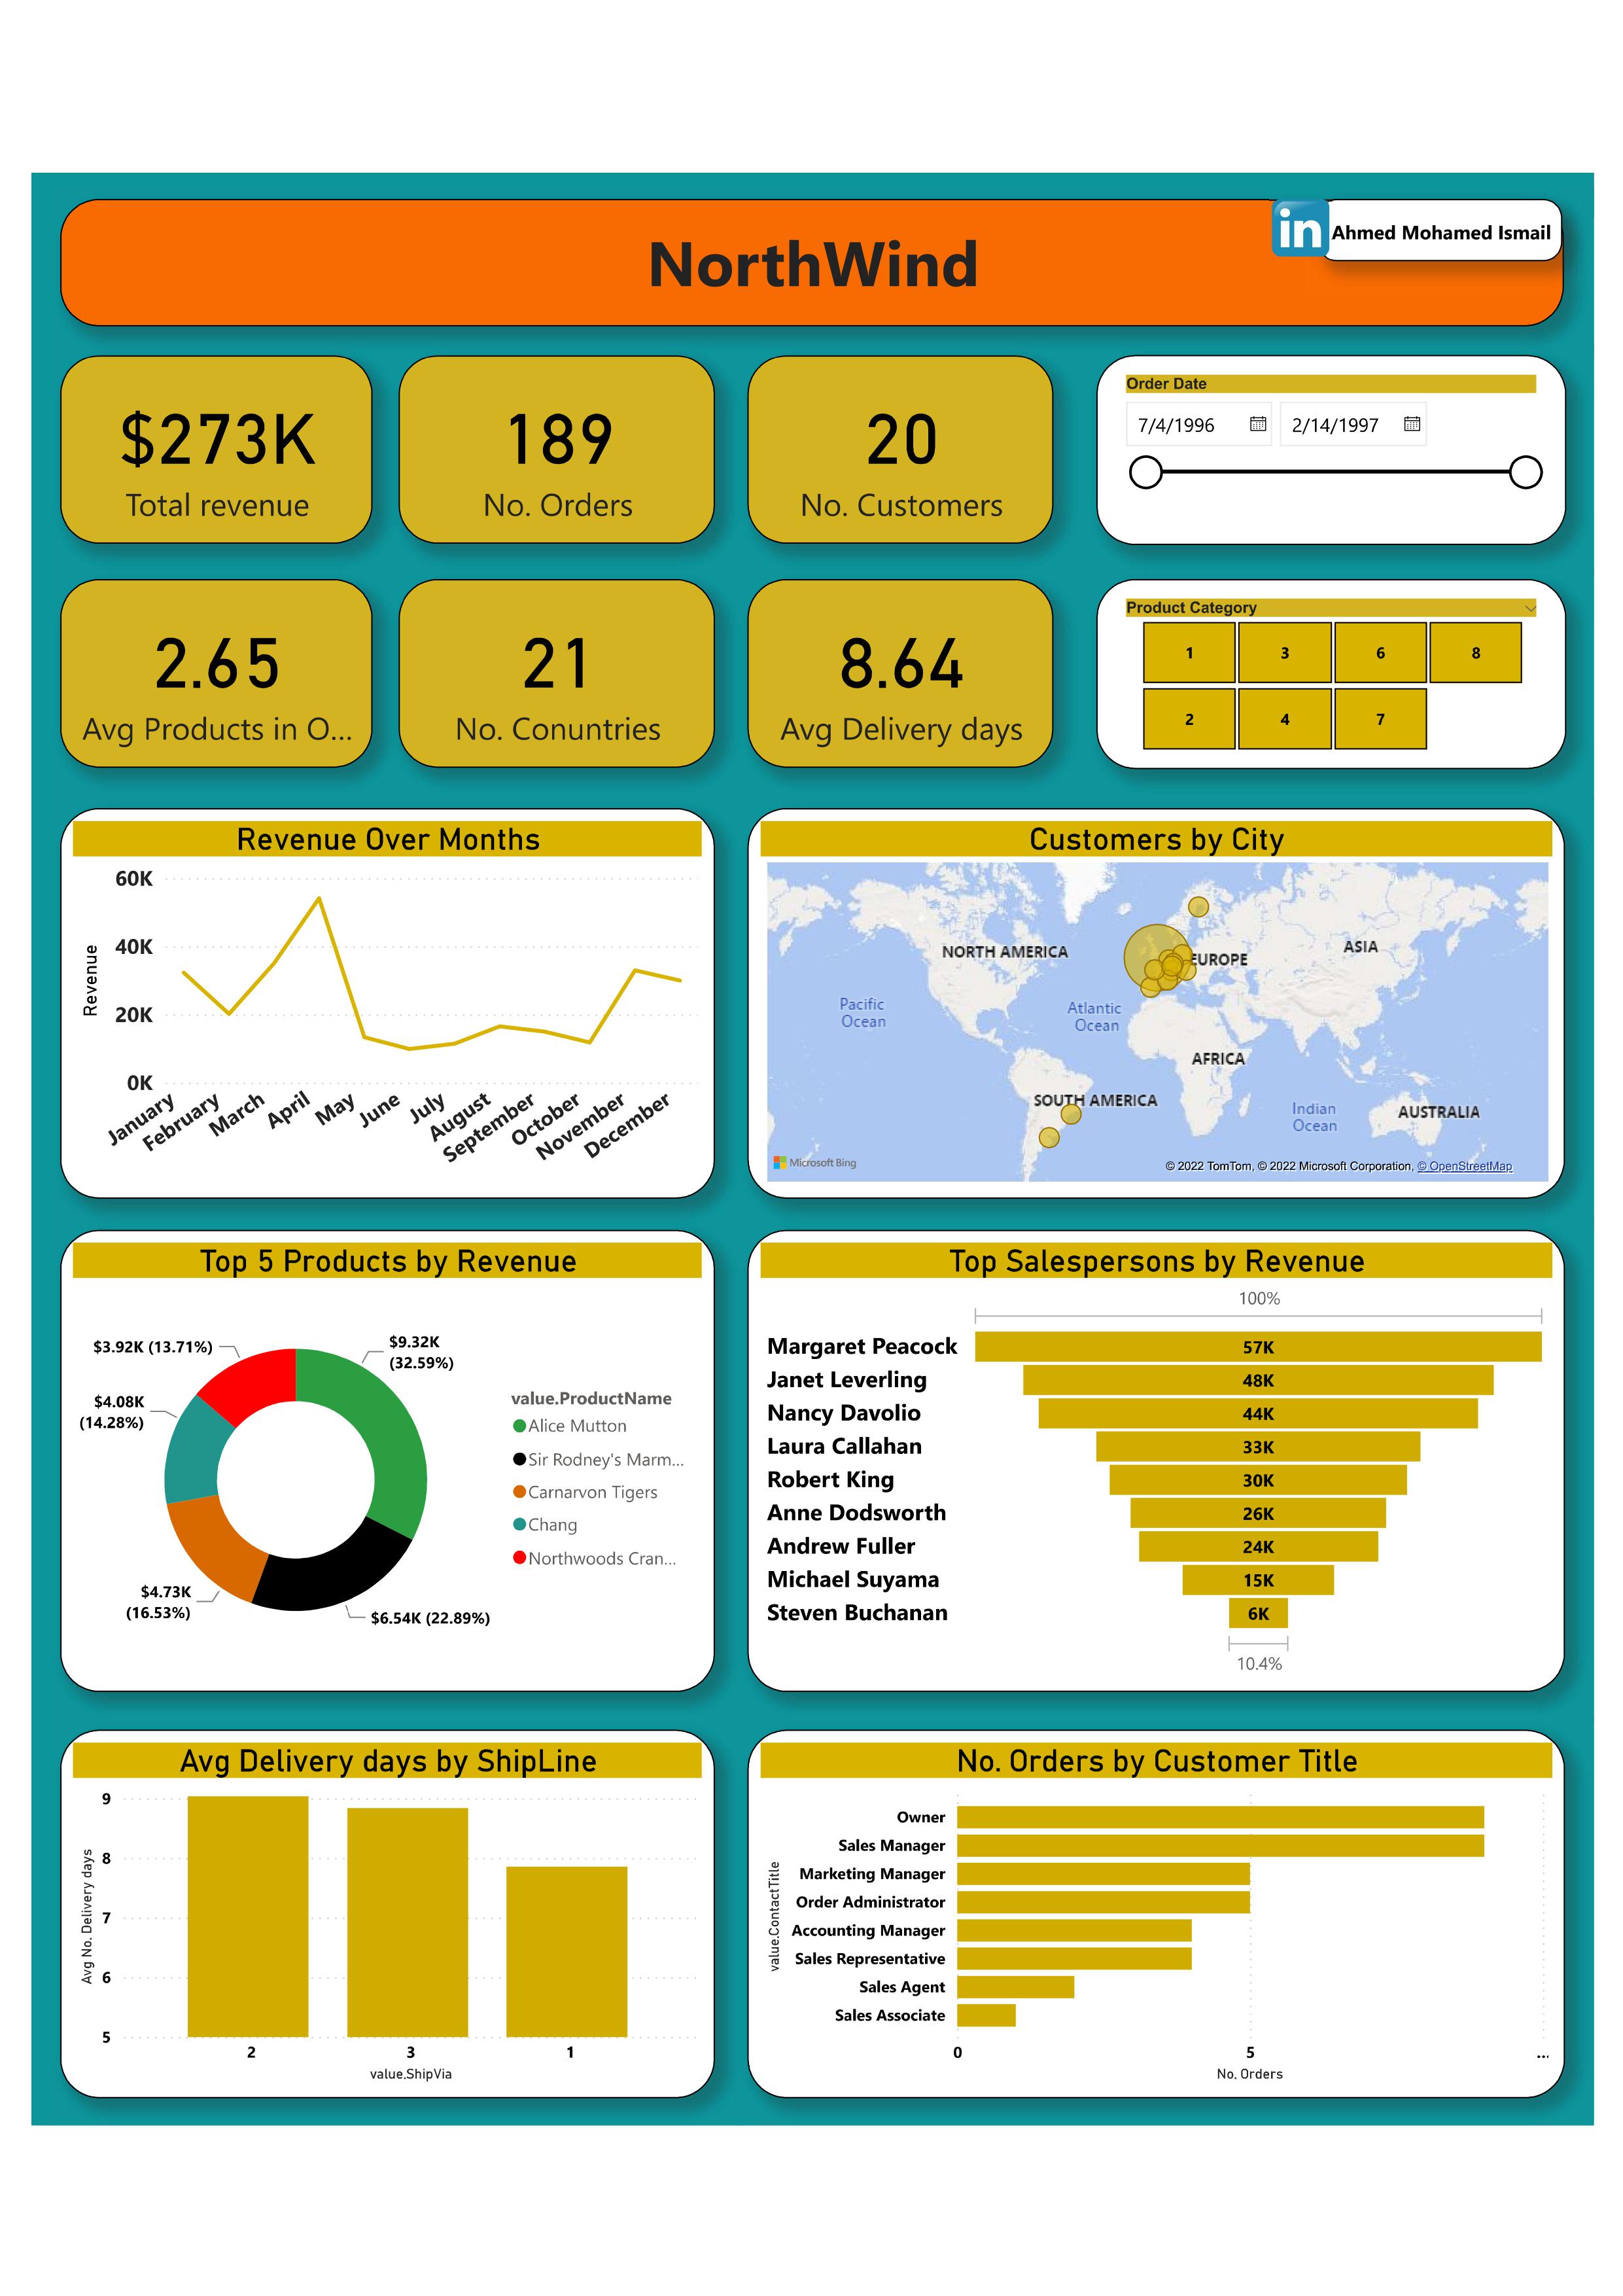 NorthWind
in
Ahmed Mohamed Ismail
$273K
Total revenue
189
No. Orders
20
No. Customers
Order Date
7/4/1996
2/14/1997
2.65
Avg Products in O...
21
No. Conuntries
8.64
Avg Delivery days
Product Category
1
3
6
8
2
4
7
Revenue Over Months
Revenue
60K
40K
20K
0K
January
February
March
April
May
June
July
August
September
October
November
December
Customers by City
NORTH AMERICA
EUROPE
ASIA
Pacific
Ocean
Atlantic
Ocean
AFRICA
SOUTH AMERICA
Indian
Ocean
AUSTRALIA
Microsoft Bing
© 2022 TomTom, © 2022 Microsoft Corporation, © OpenStreetMap
Top 5 Products by Revenue
$3.92K (13.71%)
$9.32K
(32.59%)
$4.08K
(14.28%)
$4.73K
(16.53%)
$6.54K (22.89%)
value.ProductName
Alice Mutton
Sir Rodney's Marm...
Carnarvon Tigers
Chang
Northwoods Cran...
Top Salespersons by Revenue
100%
Margaret Peacock 57K
Janet Leverling 48K
Nancy Davolio 44K
Laura Callahan 33K
Robert King 30K
Anne Dodsworth 26K
Andrew Fuller 24K
Michael Suyama 15K
Steven Buchanan 6K
10.4%
Avg Delivery days by ShipLine
Avg No. Delivery days
9
8
7
6
5
2
3
1
value.ShipVia
No. Orders by Customer Title
value.ContactTitle
Owner
Sales Manager
Marketing Manager
Order Administrator
Accounting Manager
Sales Representative
Sales Agent
Sales Associate
0
5
...
No. Orders